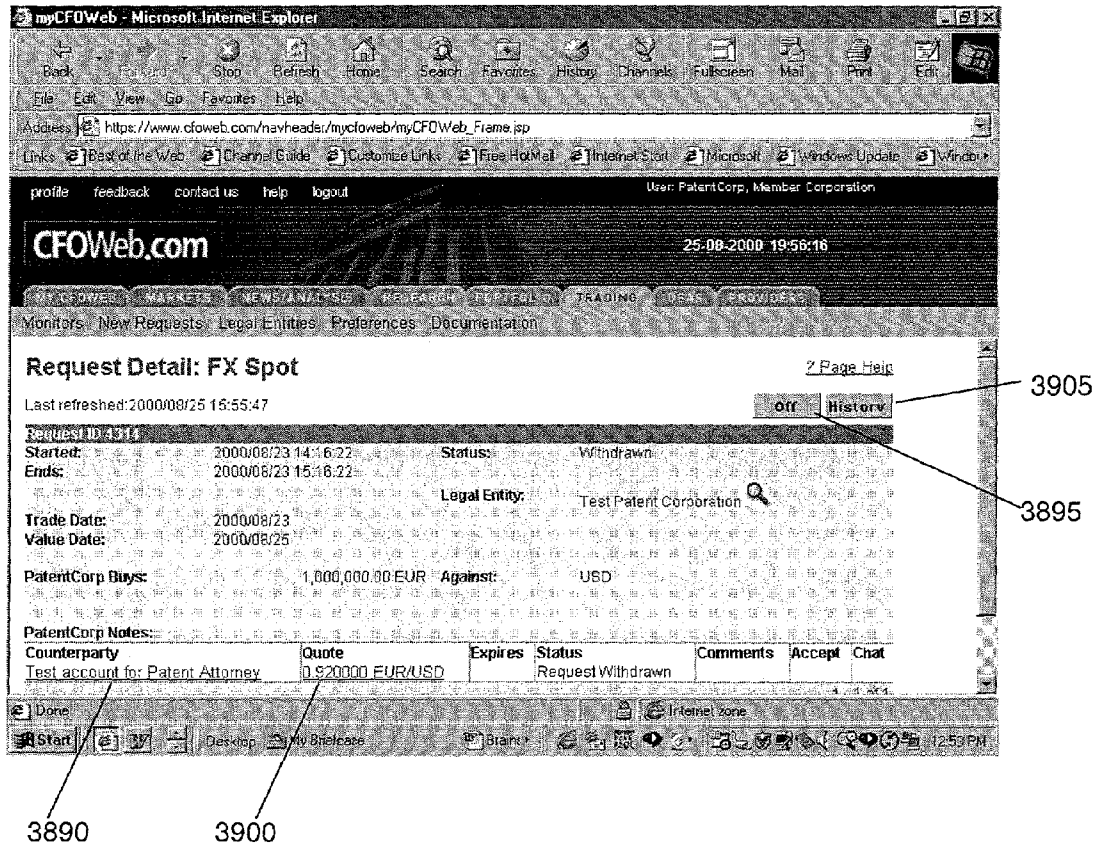 myCFOWeb - Microsoft Internet Explorer
Back Forward Stop Refresh Home Search Favorites History Channels Fullscreen Mail Print Edit
File Edit View Go Favorites Help
Address https://www.cfoweb.com/navheader/mycfoweb/myCFOWeb_Frame.jsp
Links Best of the Web Channel Guide Customize Links Free HotMail Internet Start Microsoft Windows Update
profile feedback contact us help logout User: PatentCorp, Member Corporation
CFOWeb.com 25-08-2000 19:56:16
MY CFOWEB MARKETS NEWS/ANALYSIS RESEARCH PORTFOLIO TRADING PROVIDERS
Monitors New Requests Legal Entities Preferences Documentation
Request Detail: FX Spot ? Page Help
Last refreshed:2000/08/25 15:55:47 Off History 3905
Request ID 4314
Started: 2000/08/23 14:16:22 Status: Withdrawn
Ends: 2000/08/23 15:16:22
Legal Entity: Test Patent Corporation 3895
Trade Date: 2000/08/23
Value Date: 2000/08/25
PatentCorp Buys: 1,000,000.00 EUR Against: USD
PatentCorp Notes:
Counterparty Quote Expires Status Comments Accept Chat
Test account for Patent Attorney 0.920000 EUR/USD Request Withdrawn
Done Internet zone
Start Desktop My Briefcase 12:53 PM
3890 3900